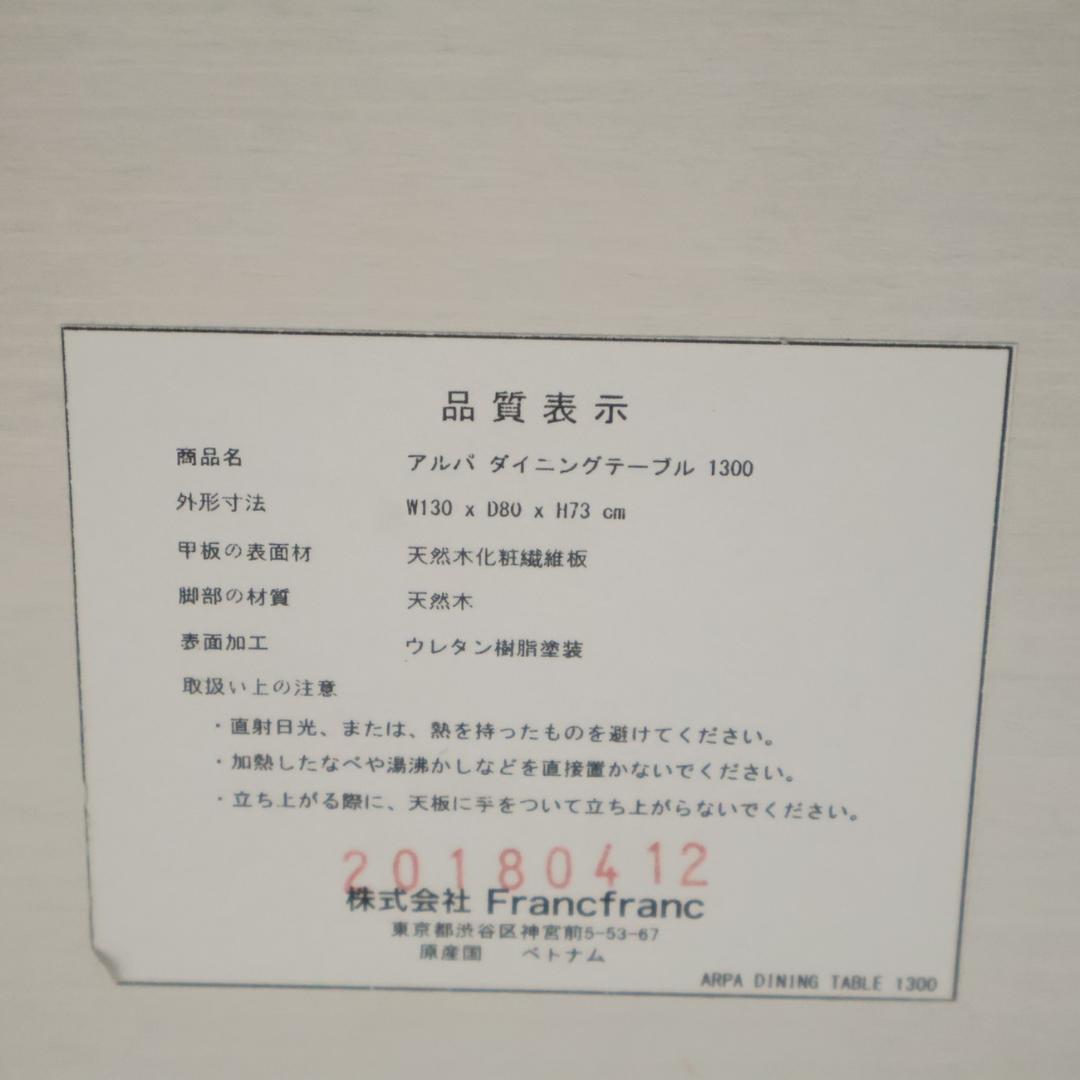 品質表示
商品名 アルパ ダイニングテーブル 1300
外形寸法 W130 x D80 x H73 cm
甲板の表面材 天然木化粧繊維板
脚部の材質 天然木
表面加工 ウレタン樹脂塗装
取扱い上の注意
・直射日光、または、熱を持ったものを避けてください。
・加熱したなべや湯沸かしなどを直接置かないでください。
・立ち上がる際に、天板に手をついて立ち上がらないでください。
20180412
株式会社 Francfranc
東京都渋谷区神宮前5-53-67
原産国 ベトナム
ARPA DINING TABLE 1300